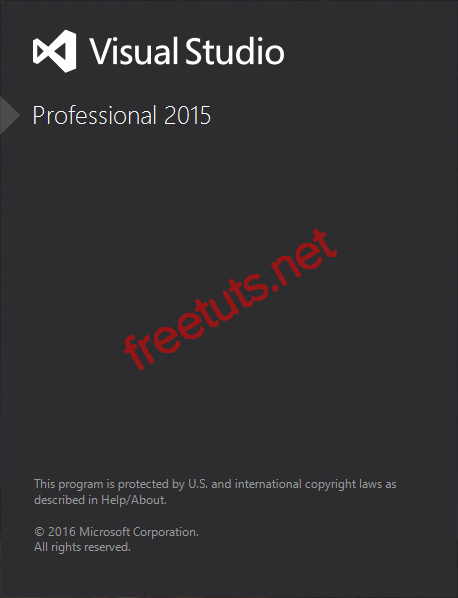 Visual Studio
Professional 2015
freetuts.net
This program is protected by U.S. and international copyright laws as
described in Help/About.
© 2016 Microsoft Corporation.
All rights reserved.